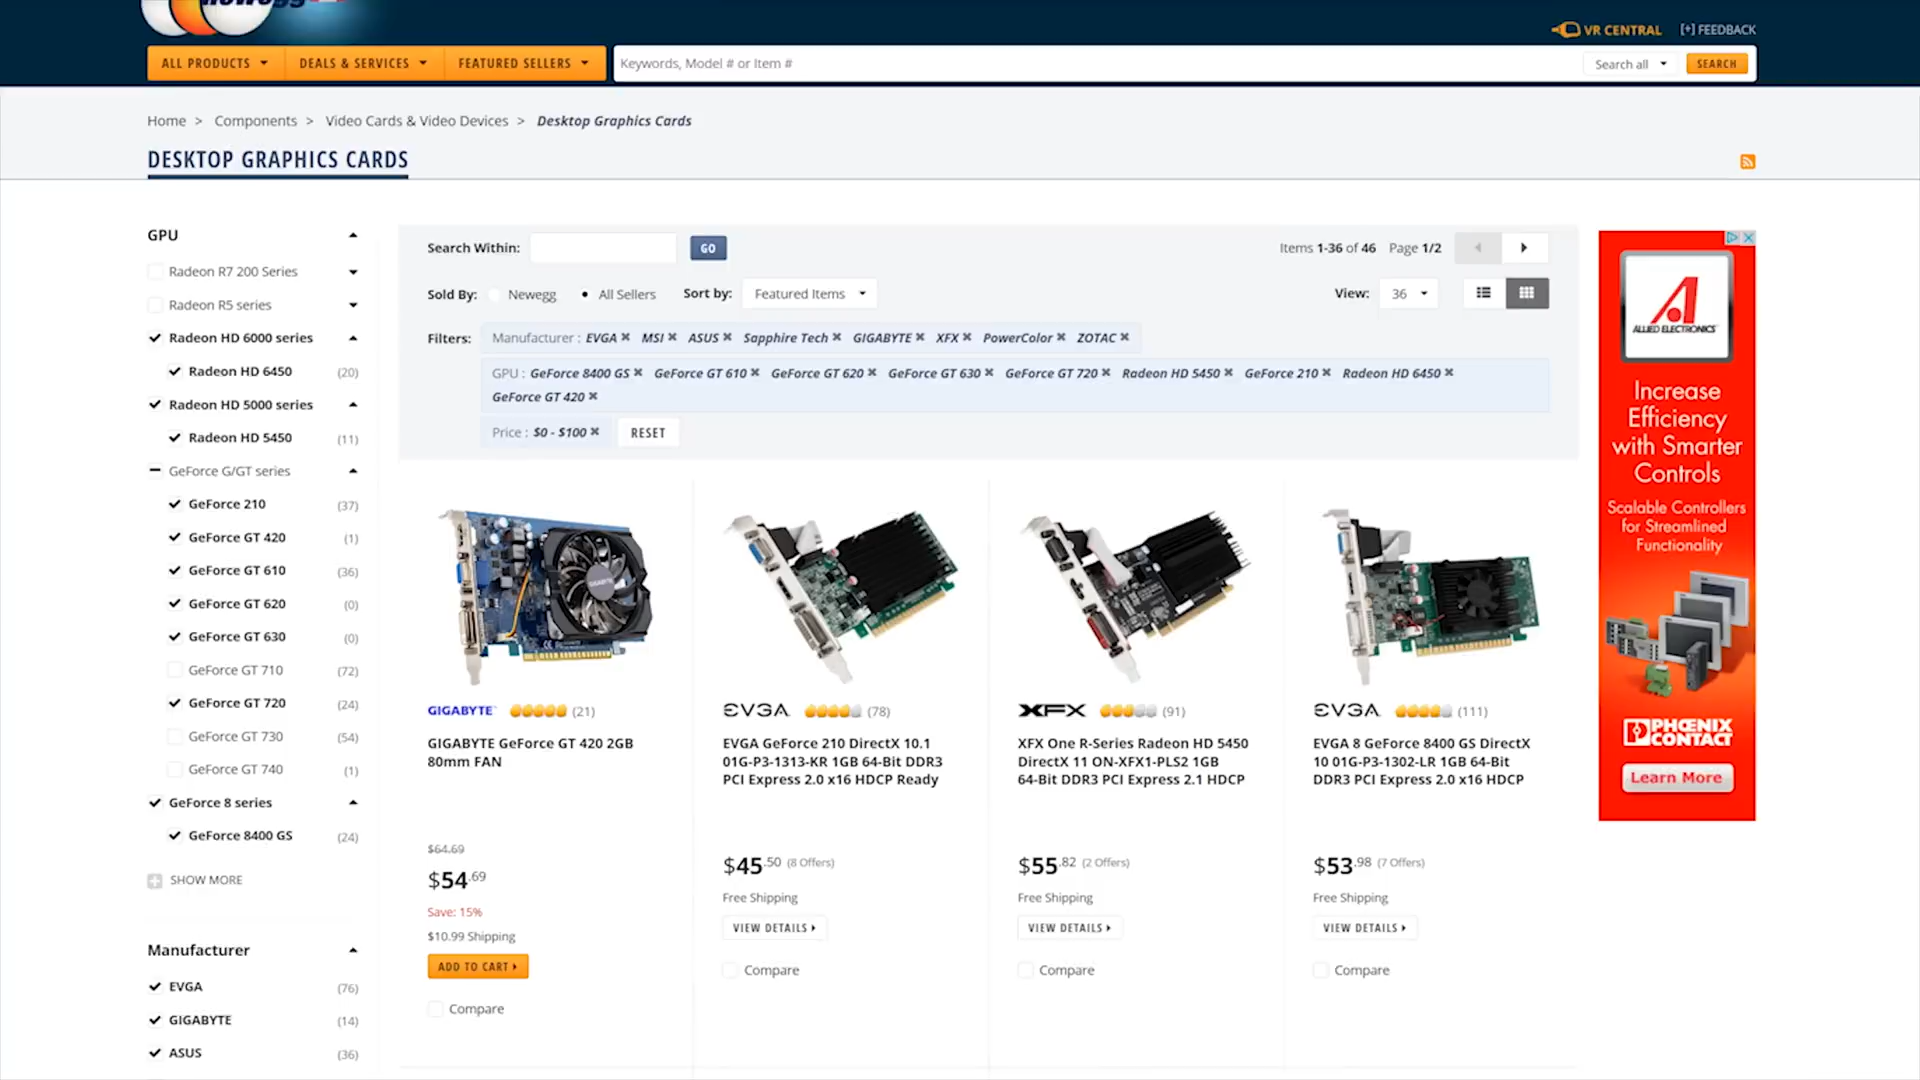 newegg
VR CENTRAL [+] FEEDBACK
ALL PRODUCTS DEALS & SERVICES FEATURED SELLERS Keywords, Model # or Item # Search all SEARCH
Home > Components > Video Cards & Video Devices > Desktop Graphics Cards
DESKTOP GRAPHICS CARDS
GPU
Radeon R7 200 Series
Radeon R5 series
Radeon HD 6000 series
Radeon HD 6450 (20)
Radeon HD 5000 series
Radeon HD 5450 (11)
GeForce G/GT series
GeForce 210 (37)
GeForce GT 420 (1)
GeForce GT 610 (36)
GeForce GT 620 (0)
GeForce GT 630 (0)
GeForce GT 710 (72)
GeForce GT 720 (24)
GeForce GT 730 (54)
GeForce GT 740 (1)
GeForce 8 series
GeForce 8400 GS (24)
SHOW MORE
Manufacturer
EVGA (76)
GIGABYTE (14)
ASUS (36)
Search Within: GO Items 1-36 of 46 Page 1/2
Sold By: Newegg All Sellers Sort by: Featured Items View: 36
Filters: Manufacturer : EVGA MSI ASUS Sapphire Tech GIGABYTE XFX PowerColor ZOTAC
GPU : GeForce 8400 GS GeForce GT 610 GeForce GT 620 GeForce GT 630 GeForce GT 720 Radeon HD 5450 GeForce 210 Radeon HD 6450
GeForce GT 420
Price : $0 - $100 RESET
GIGABYTE
GIGABYTE (21)
GIGABYTE GeForce GT 420 2GB
80mm FAN
$64.69
$54.69
Save: 15%
$10.99 Shipping
ADD TO CART
Compare
EVGA (78)
EVGA GeForce 210 DirectX 10.1
01G-P3-1313-KR 1GB 64-Bit DDR3
PCI Express 2.0 x16 HDCP Ready
$45.50 (8 Offers)
Free Shipping
VIEW DETAILS
Compare
XFX (91)
XFX One R-Series Radeon HD 5450
DirectX 11 ON-XFX1-PLS2 1GB
64-Bit DDR3 PCI Express 2.1 HDCP
$55.82 (2 Offers)
Free Shipping
VIEW DETAILS
Compare
EVGA (111)
EVGA 8 GeForce 8400 GS DirectX
10 01G-P3-1302-LR 1GB 64-Bit
DDR3 PCI Express 2.0 x16 HDCP
$53.98 (7 Offers)
Free Shipping
VIEW DETAILS
Compare
ALLIED ELECTRONICS
Increase
Efficiency
with Smarter
Controls
Scalable Controllers
for Streamlined
Functionality
PHŒNIX
CONTACT
Learn More